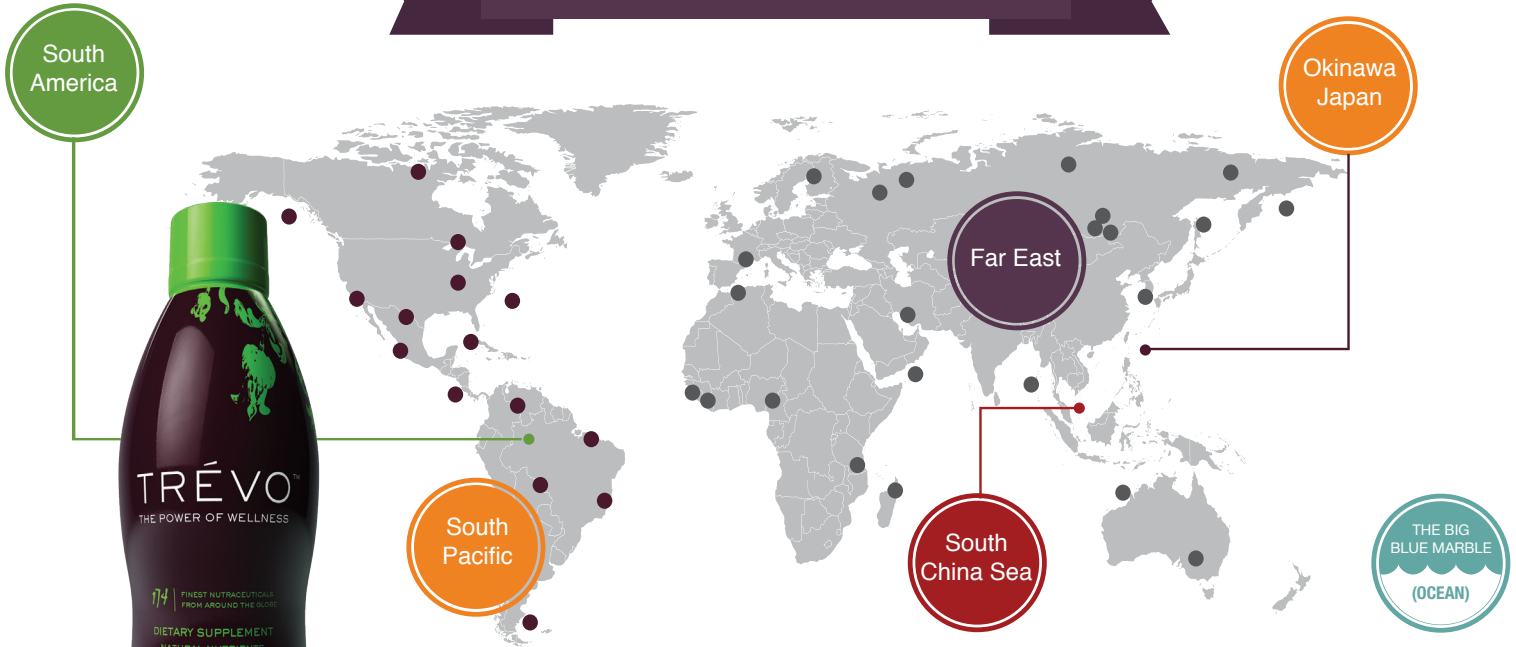 South
America
Okinawa
Japan
Far East
TRÉVO™
THE POWER OF WELLNESS
174
FINEST NUTRACEUTICALS
FROM AROUND THE GLOBE
DIETARY SUPPLEMENT
South
Pacific
South
China Sea
THE BIG
BLUE MARBLE
(OCEAN)